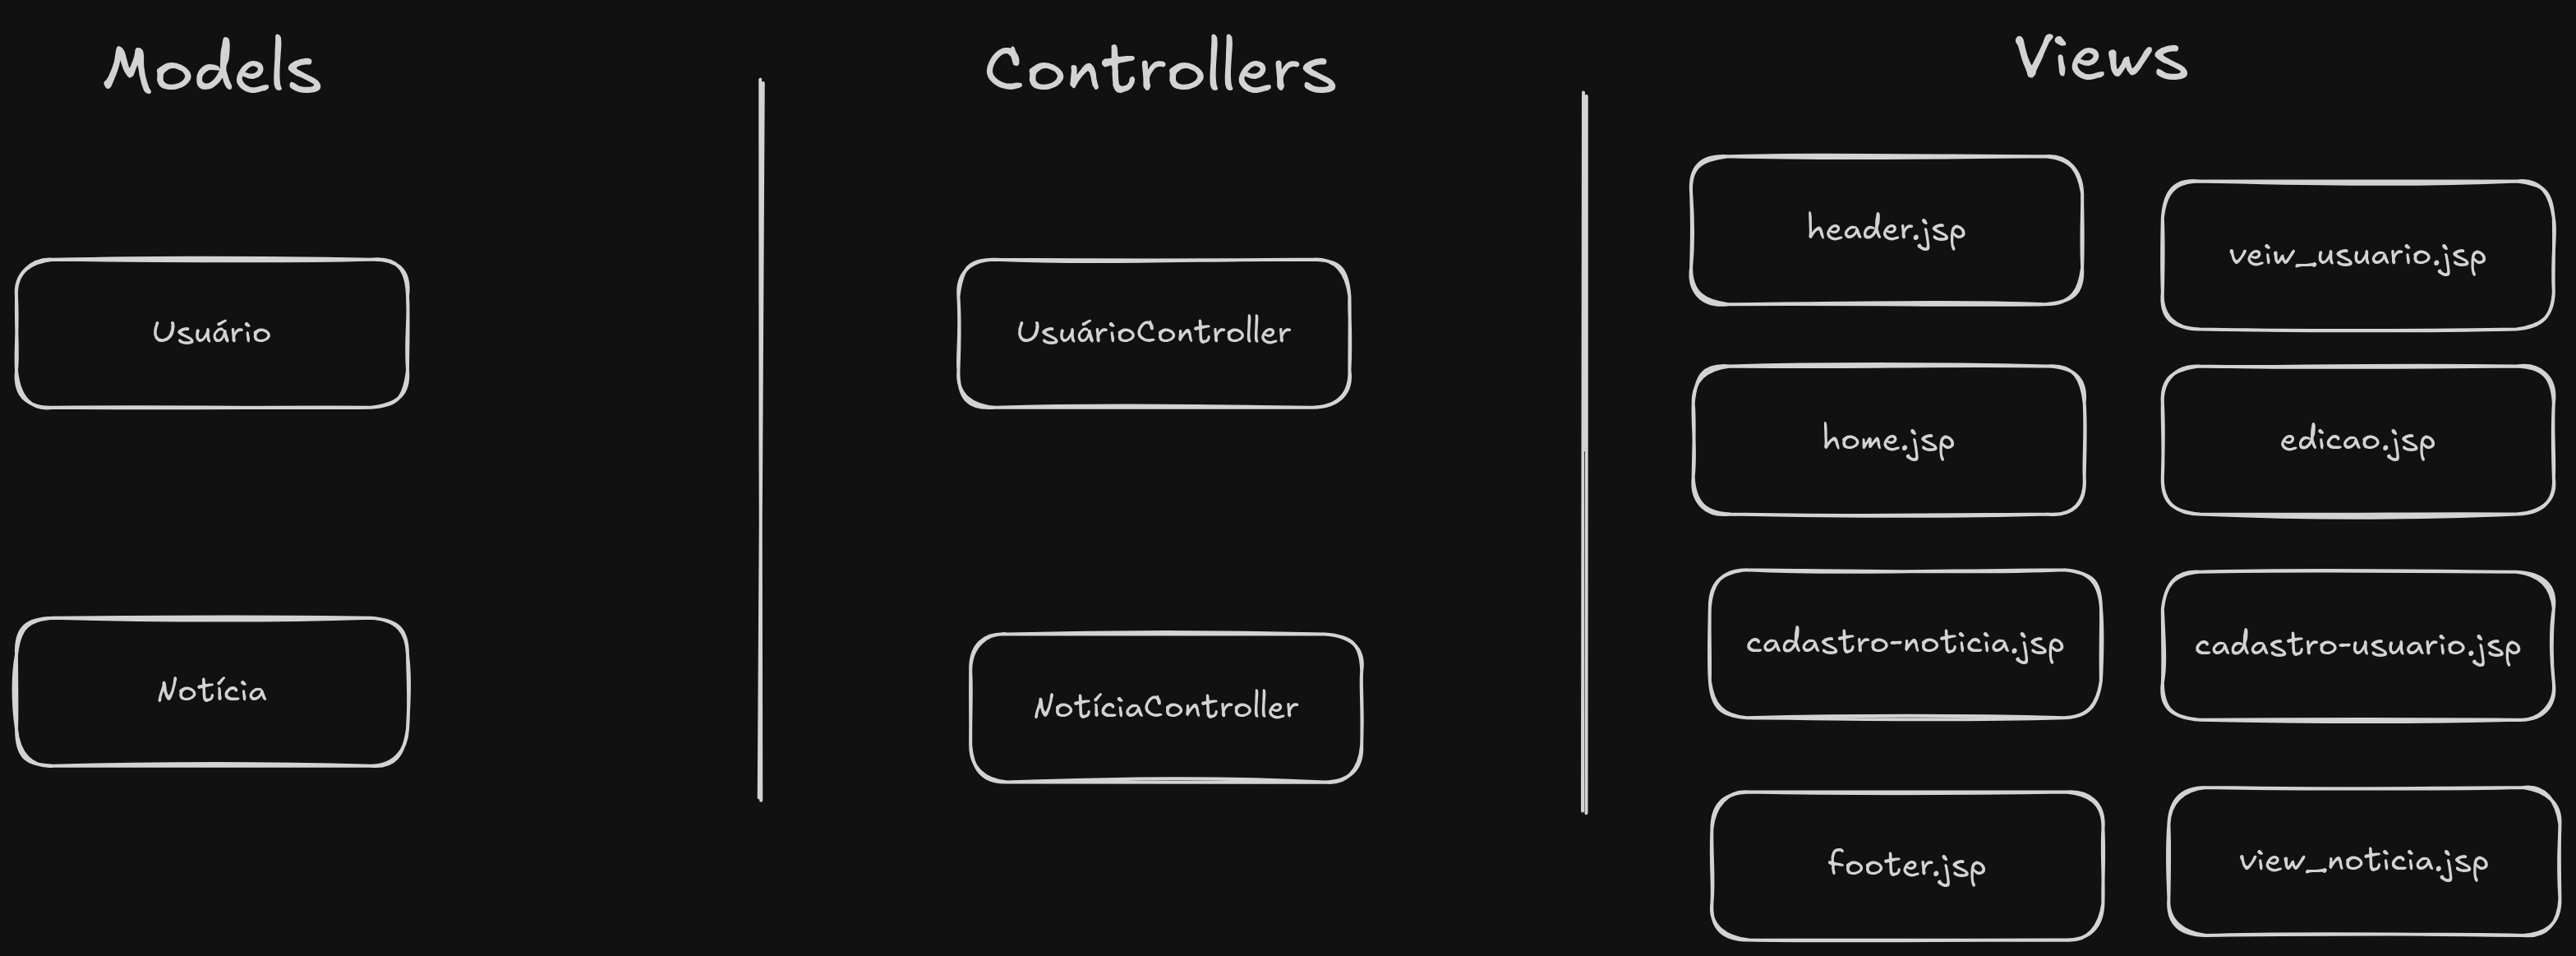 Models
Usuário
Notícia
Controllers
UsuárioController
NotíciaController
Views
header.jsp
veiw_usuario.jsp
home.jsp
edicao.jsp
cadastro-noticia.jsp
cadastro-usuario.jsp
footer.jsp
view_noticia.jsp